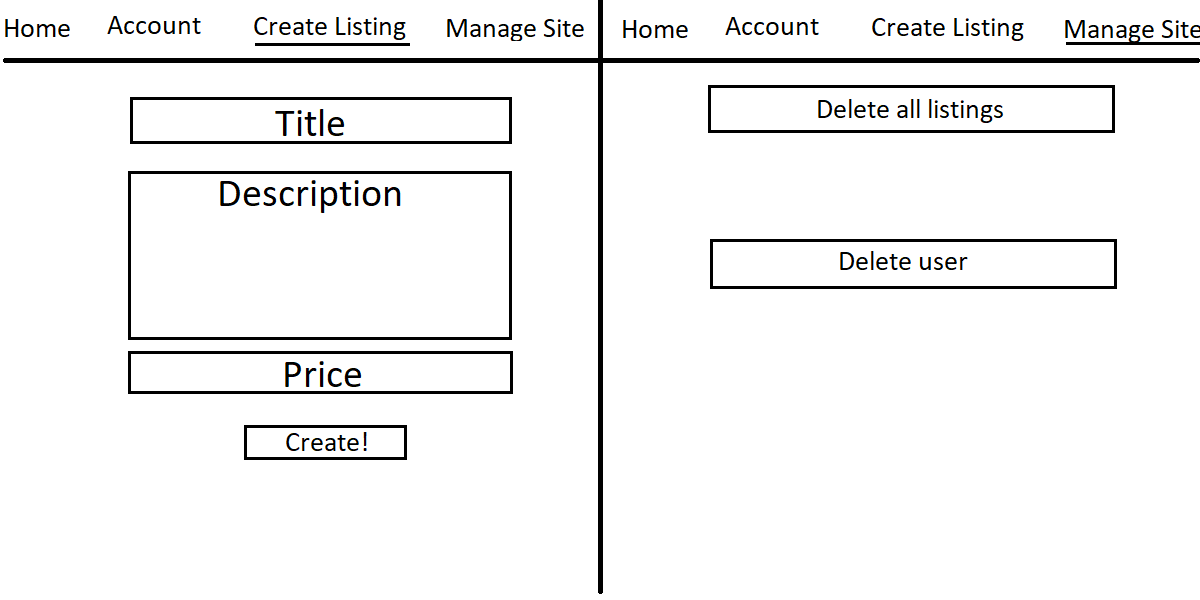 Home Account Create Listing Manage Site
Title
Description
Price
Create!
Home Account Create Listing Manage Site
Delete all listings
Delete user